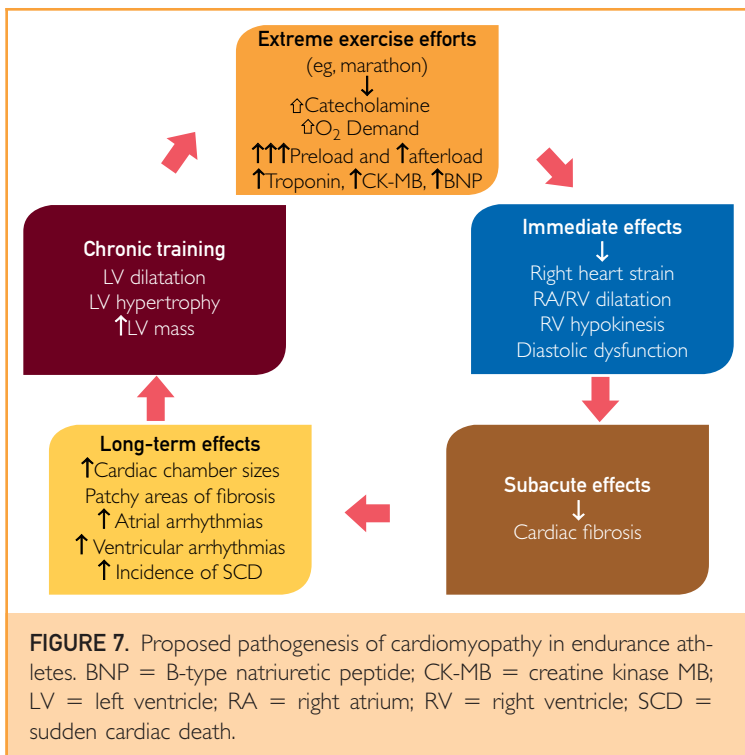 Extreme exercise efforts
(eg, marathon)
↓
⇧Catecholamine
⇧O₂ Demand
↑↑↑Preload and ↑afterload
↑Troponin, ↑CK-MB, ↑BNP
Immediate effects
↓
Right heart strain
RA/RV dilatation
RV hypokinesis
Diastolic dysfunction
Subacute effects
↓
Cardiac fibrosis
Long-term effects
↑Cardiac chamber sizes
Patchy areas of fibrosis
↑ Atrial arrhythmias
↑ Ventricular arrhythmias
↑ Incidence of SCD
Chronic training
LV dilatation
LV hypertrophy
↑LV mass
FIGURE 7. Proposed pathogenesis of cardiomyopathy in endurance ath-
letes. BNP = B-type natriuretic peptide; CK-MB = creatine kinase MB;
LV = left ventricle; RA = right atrium; RV = right ventricle; SCD =
sudden cardiac death.